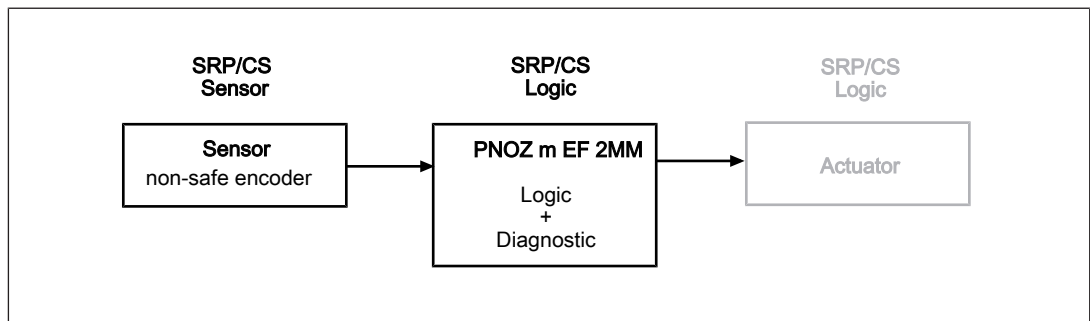 SRP/CS
Sensor
SRP/CS
Logic
SRP/CS
Logic
Sensor
non-safe encoder
PNOZ m EF 2MM
Logic
+
Diagnostic
Actuator